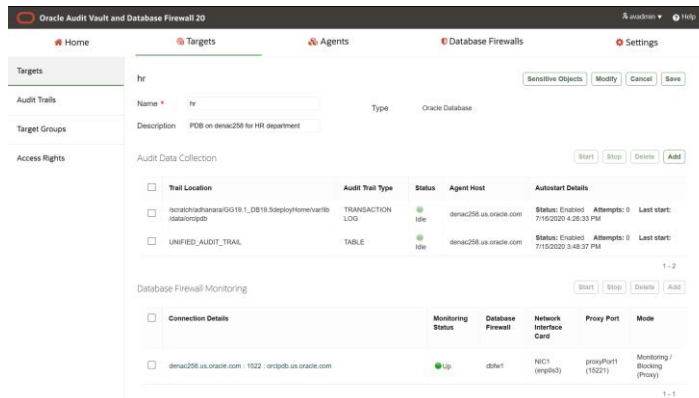 Oracle Audit Vault and Database Firewall 20
avadmin
Help
Home
Targets
Agents
Database Firewalls
Settings
Targets
Audit Trails
Target Groups
Access Rights
hr
Sensitive Objects
Modify
Cancel
Save
Name *
hr
Type
Oracle Database
Description
PDB on denac258 for HR department
Audit Data Collection
Start
Stop
Delete
Add
Trail Location
Audit Trail Type
Status
Agent Host
Autostart Details
/scratch/adhanara/GG19.1_DB19.5deployHome/var/lib
/data/orclpdb
TRANSACTION
LOG
Idle
denac258.us.oracle.com
Status: Enabled Attempts: 0 Last start:
7/16/2020 4:26:33 PM
UNIFIED_AUDIT_TRAIL
TABLE
Idle
denac258.us.oracle.com
Status: Enabled Attempts: 0 Last start:
7/15/2020 3:48:37 PM
1 - 2
Database Firewall Monitoring
Start
Stop
Delete
Add
Connection Details
Monitoring
Status
Database
Firewall
Network
Interface
Card
Proxy Port
Mode
denac258.us.oracle.com : 1522 : orclpdb.us.oracle.com
Up
dbfw1
NIC1
(enp0s3)
proxyPort1
(15221)
Monitoring /
Blocking
(Proxy)
1 - 1